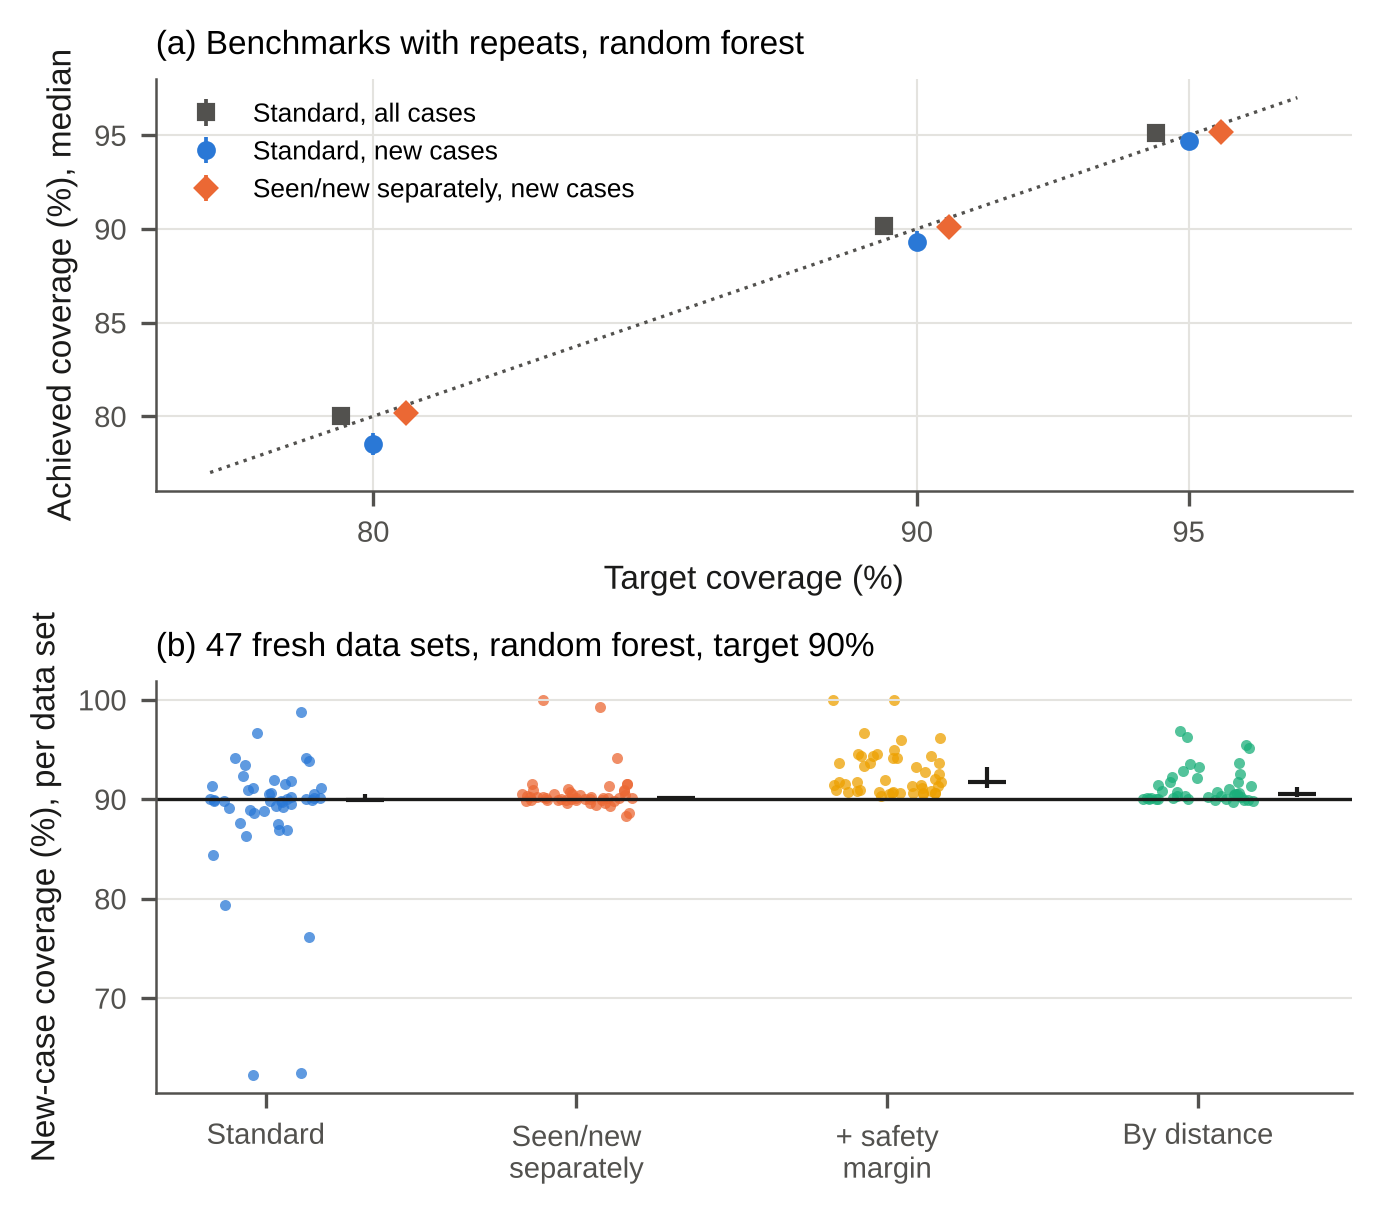 (a) Benchmarks with repeats, random forest
Achieved coverage (%), median
Standard, all cases
Standard, new cases
Seen/new separately, new cases
95
90
85
80
80
90
95
Target coverage (%)
(b) 47 fresh data sets, random forest, target 90%
New-case coverage (%), per data set
100
90
80
70
Standard
Seen/new
separately
+ safety
margin
By distance